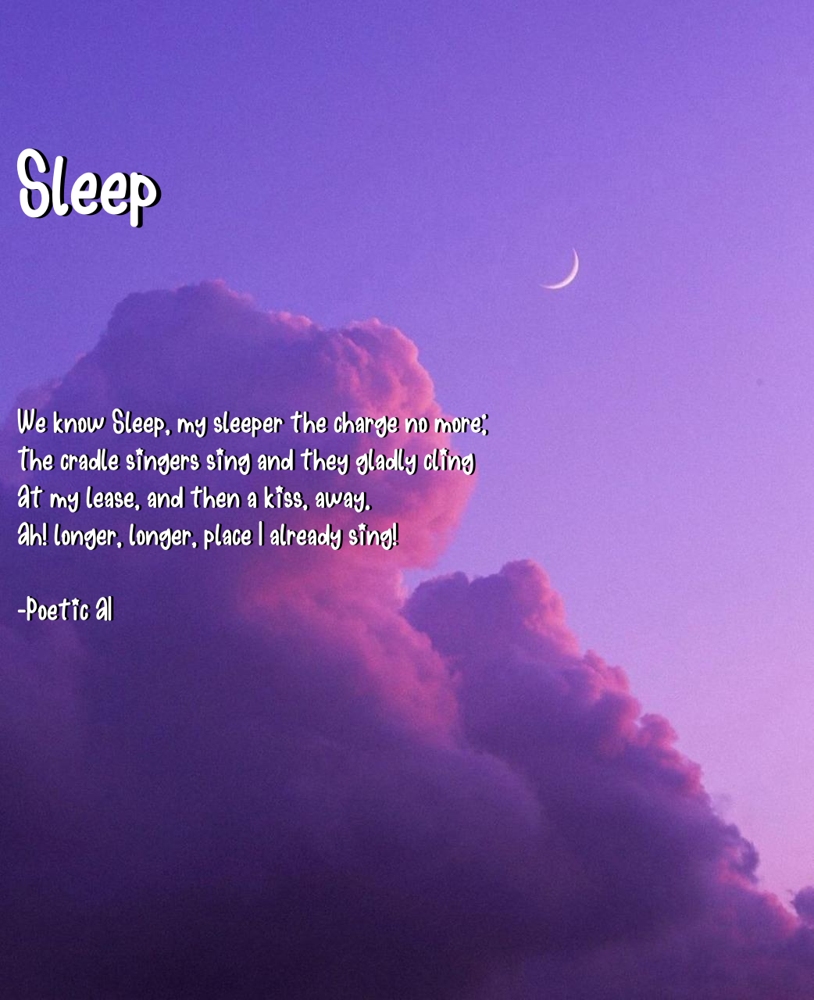 Sleep
We know Sleep, my sleeper the charge no more;
The cradle singers sing and they gladly cling
At my lease, and then a kiss, away,
Ah! longer, longer, place I already sing!
-Poetic AI